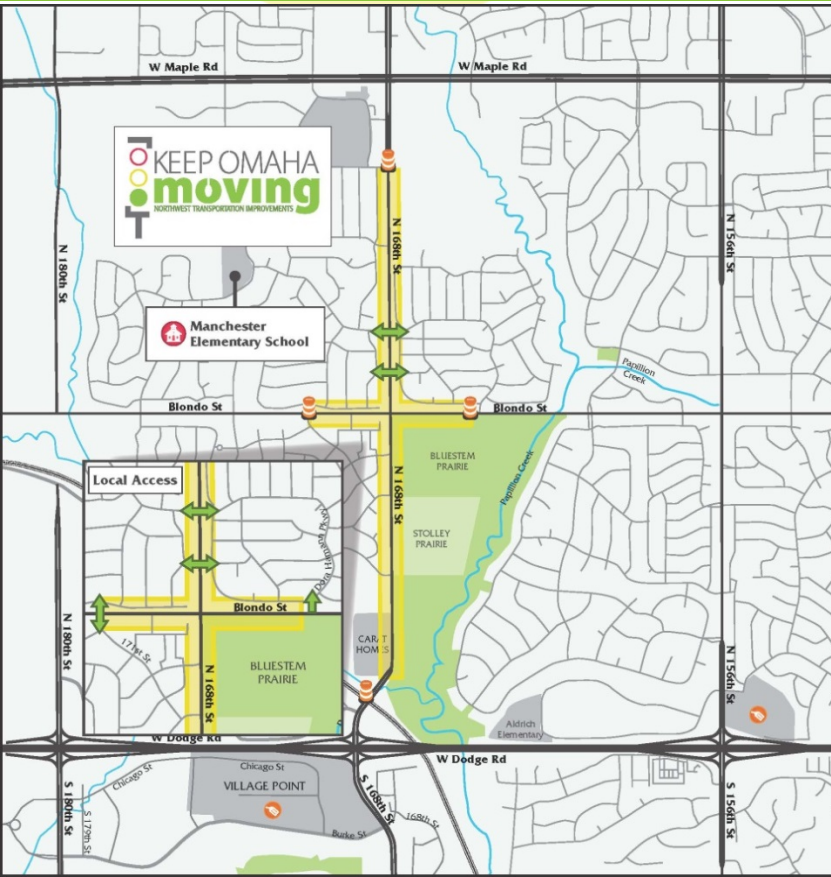 W Maple Rd
W Maple Rd
KEEP OMAHA
moving
NORTHWEST TRANSPORTATION IMPROVEMENTS
N 180th St
N 168th St
N 156th St
Manchester
Elementary School
Papillion
Creek
Blondo St
Blondo St
BLUESTEM
PRAIRIE
Papillion Creek
N 168th St
STOLLEY
PRAIRIE
Local Access
Blondo St
171st St
N 168th St
BLUESTEM
PRAIRIE
N 180th St
CARAT
HOMES
N 156th St
Aldrich
Elementary
W Dodge Rd
W Dodge Rd
Chicago St
Chicago St
VILLAGE POINT
S 180th St
S 179th St
Burke St
S 168th St
168th St
S 156th St